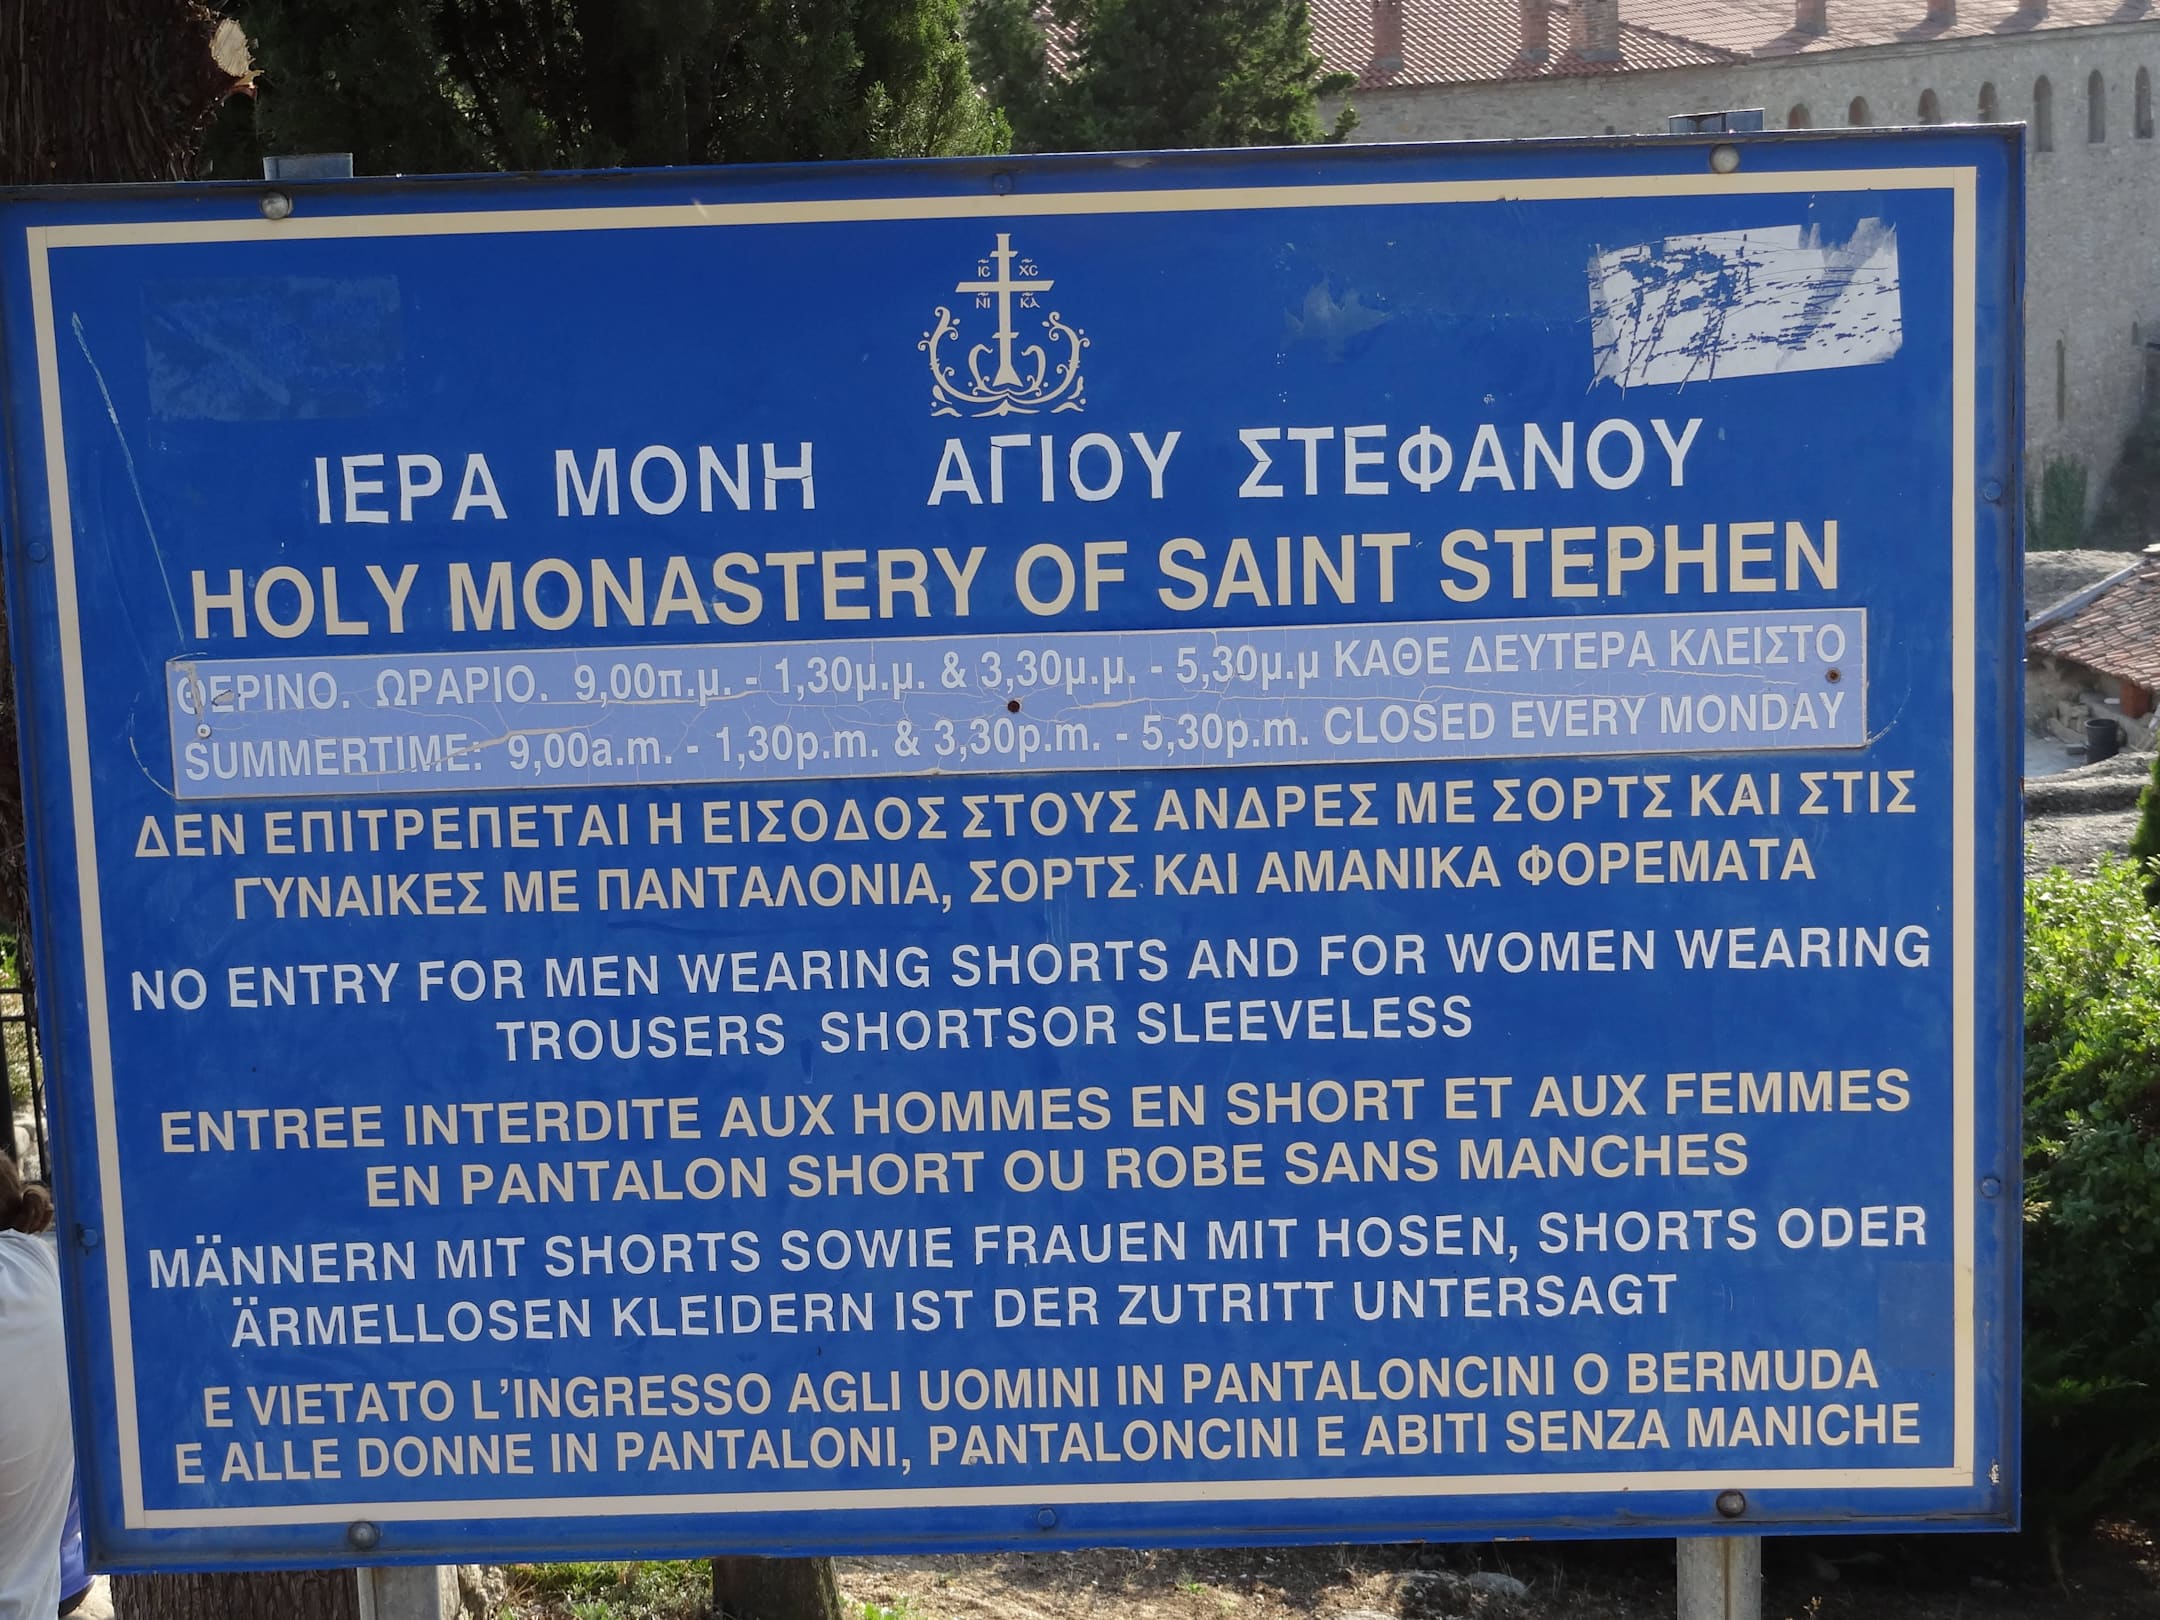 IC XC
NI KA
ΙΕΡΑ ΜΟΝΗ ΑΓΙΟΥ ΣΤΕΦΑΝΟΥ
HOLY MONASTERY OF SAINT STEPHEN
ΘΕΡΙΝΟ. ΩΡΑΡΙΟ. 9,00π.μ. - 1,30μ.μ. & 3,30μ.μ. - 5,30μ.μ ΚΑΘΕ ΔΕΥΤΕΡΑ ΚΛΕΙΣΤΟ
SUMMERTIME: 9,00a.m. - 1,30p.m. & 3,30p.m. - 5,30p.m. CLOSED EVERY MONDAY
ΔΕΝ ΕΠΙΤΡΕΠΕΤΑΙ Η ΕΙΣΟΔΟΣ ΣΤΟΥΣ ΑΝΔΡΕΣ ΜΕ ΣΟΡΤΣ ΚΑΙ ΣΤΙΣ
ΓΥΝΑΙΚΕΣ ΜΕ ΠΑΝΤΑΛΟΝΙΑ, ΣΟΡΤΣ ΚΑΙ ΑΜΑΝΙΚΑ ΦΟΡΕΜΑΤΑ
NO ENTRY FOR MEN WEARING SHORTS AND FOR WOMEN WEARING
TROUSERS SHORTSOR SLEEVELESS
ENTREE INTERDITE AUX HOMMES EN SHORT ET AUX FEMMES
EN PANTALON SHORT OU ROBE SANS MANCHES
MÄNNERN MIT SHORTS SOWIE FRAUEN MIT HOSEN, SHORTS ODER
ÄRMELLOSEN KLEIDERN IST DER ZUTRITT UNTERSAGT
E VIETATO L'INGRESSO AGLI UOMINI IN PANTALONCINI O BERMUDA
E ALLE DONNE IN PANTALONI, PANTALONCINI E ABITI SENZA MANICHE